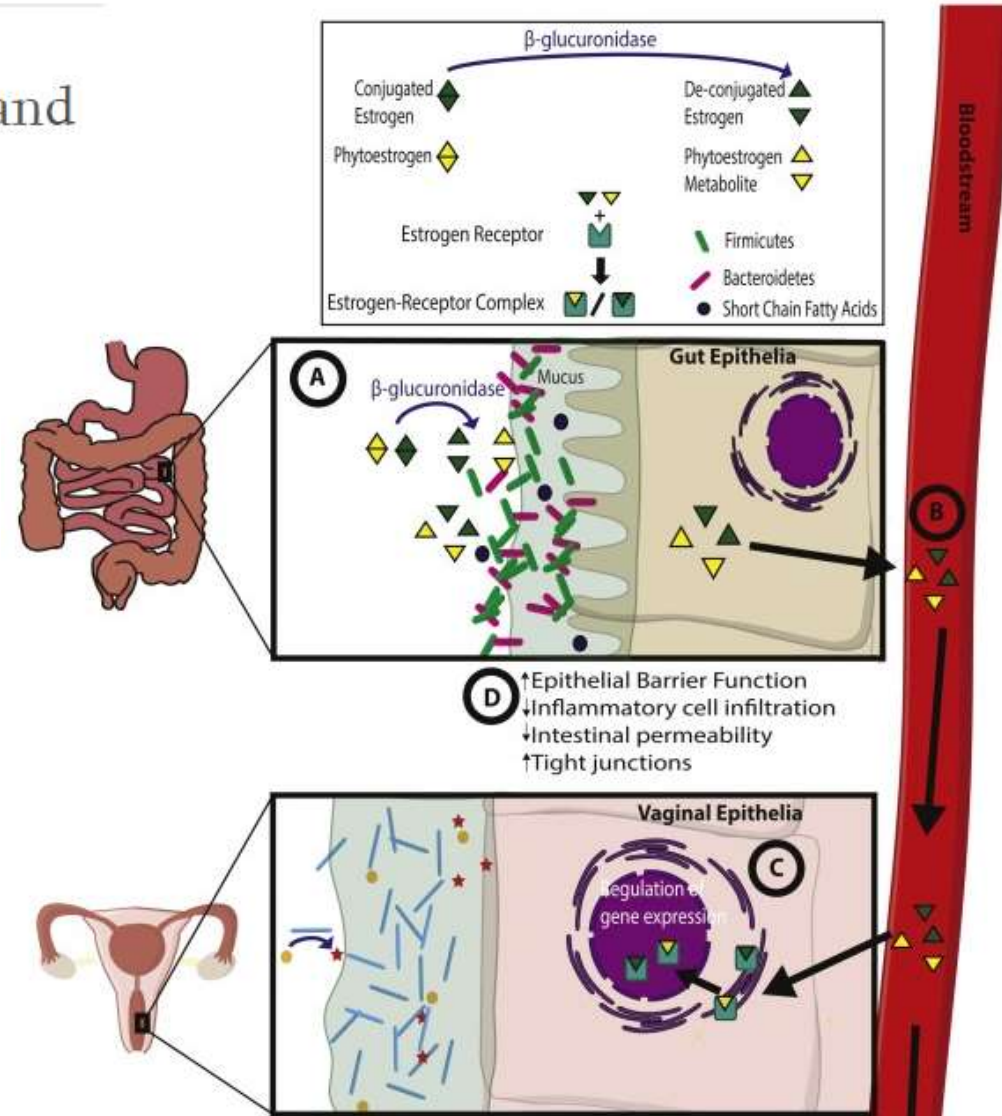 and
β-glucuronidase
Conjugated
Estrogen
De-conjugated
Estrogen
Phytoestrogen
Phytoestrogen
Metabolite
+
Estrogen Receptor
Firmicutes
Bacteroidetes
Estrogen-Receptor Complex
/
Short Chain Fatty Acids
Bloodstream
A
β-glucuronidase
Mucus
Gut Epithelia
B
D
↑Epithelial Barrier Function
↓Inflammatory cell infiltration
↓Intestinal permeability
↑Tight junctions
Vaginal Epithelia
C
Regulation of
gene expression